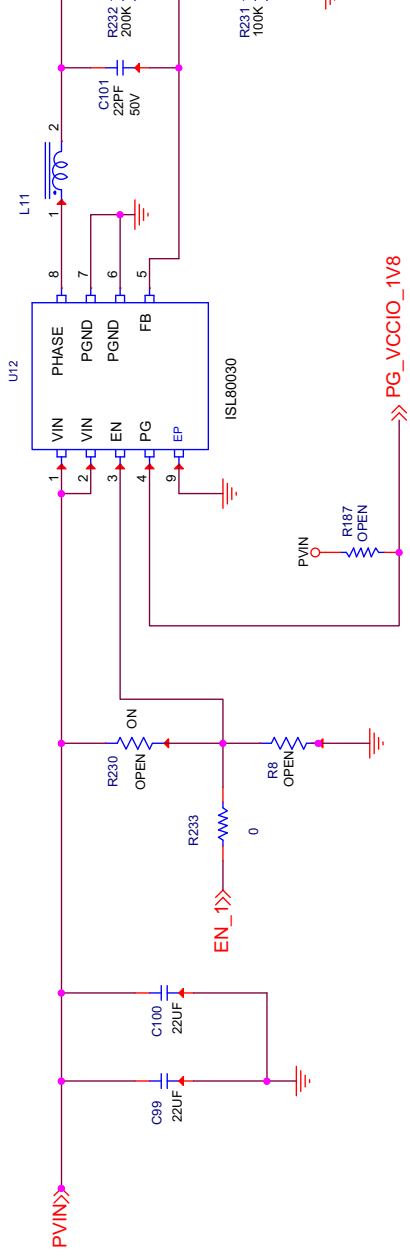 R232
200K
R231
100K
C101
22PF
50V
2
L11
1
8
7
6
5
U12
PHASE
PGND
PGND
FB
VIN
VIN
EN
PG
EP
ISL80030
1
2
3
4
9
PG_VCCIO_1V8
PVIN
R187
OPEN
R230
OPEN
ON
R8
OPEN
R233
0
EN_1
C100
22UF
C99
22UF
PVIN